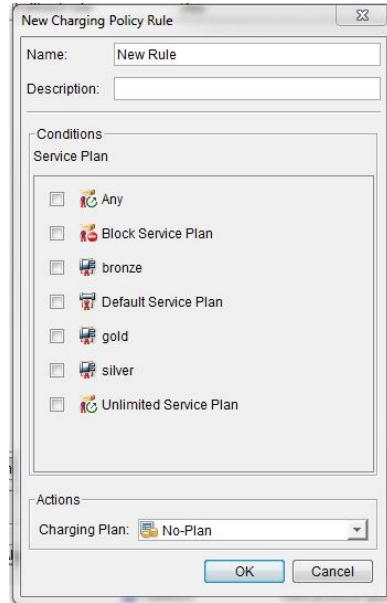 New Charging Policy Rule
Name: New Rule
Description:
Conditions
Service Plan
Any
Block Service Plan
bronze
Default Service Plan
gold
silver
Unlimited Service Plan
Actions
Charging Plan: No-Plan
OK Cancel